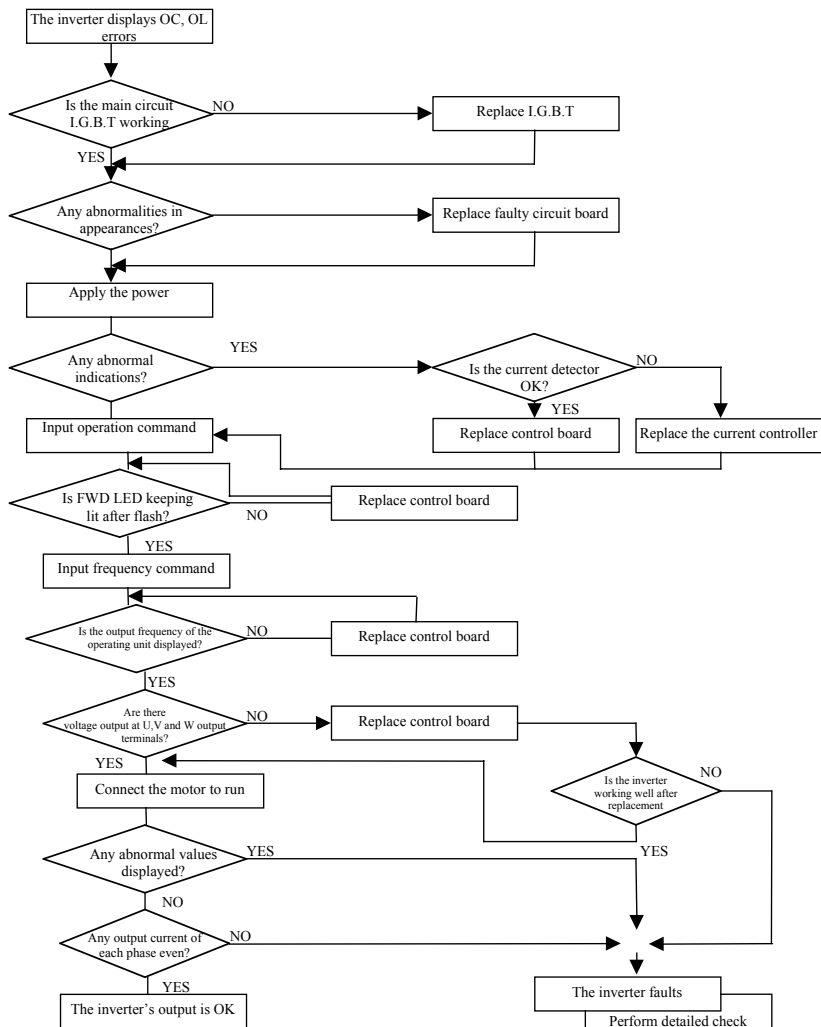 The inverter displays OC, OL
errors
Is the main circuit
I.G.B.T working
NO
Replace I.G.B.T
YES
Any abnormalities in
appearances?
Replace faulty circuit board
Apply the power
Any abnormal
indications?
YES
Is the current detector
OK?
NO
YES
Input operation command
Replace control board
Replace the current controller
Is FWD LED keeping
lit after flash?
NO
Replace control board
YES
Input frequency command
Is the output frequency of the
operating unit displayed?
NO
Replace control board
YES
Are there
voltage output at U,V and W output
terminals?
NO
Replace control board
YES
Is the inverter
working well after
replacement
NO
Connect the motor to run
YES
Any abnormal values
displayed?
YES
NO
Any output current of
each phase even?
NO
YES
The inverter faults
The inverter's output is OK
Perform detailed check